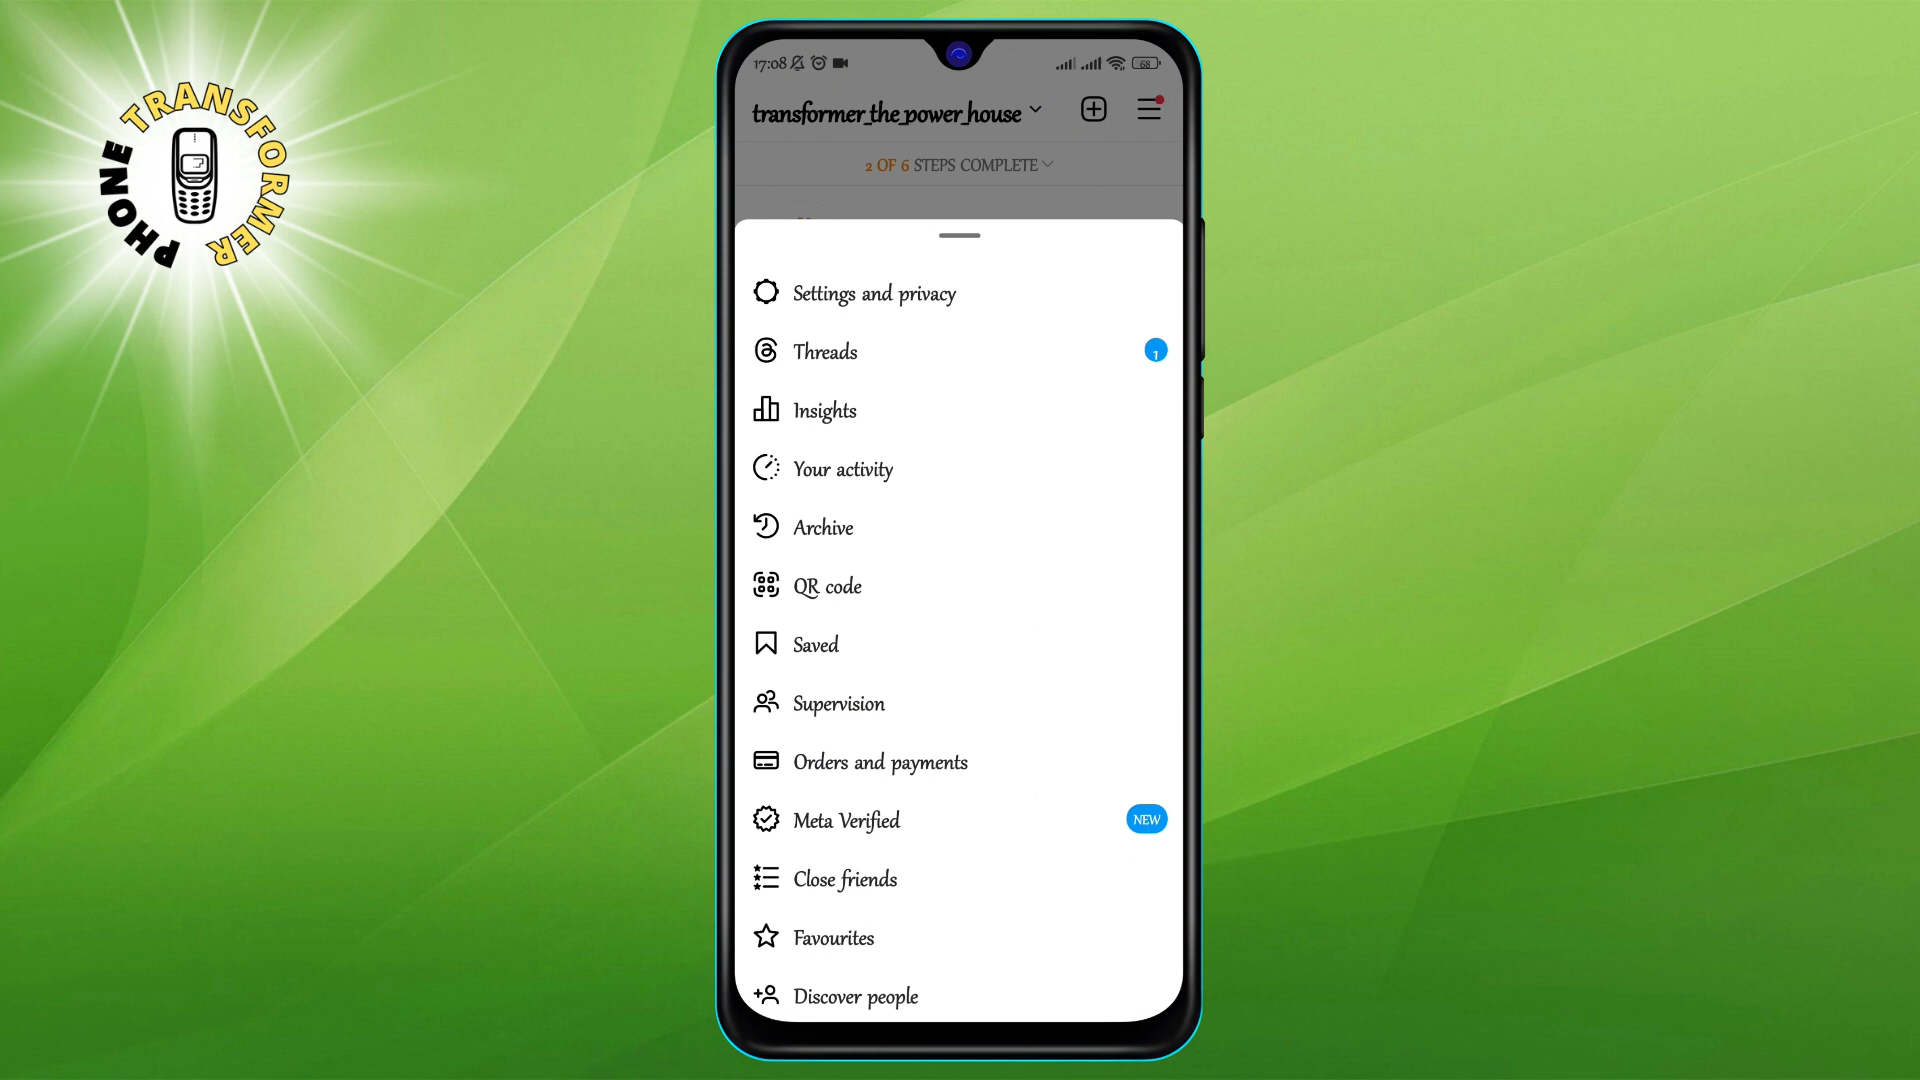 PHONE TRANSFORMER
17:08
68
transformer_the_power_house
2 OF 6 STEPS COMPLETE
Settings and privacy
Threads
1
Insights
Your activity
Archive
QR code
Saved
Supervision
Orders and payments
Meta Verified
NEW
Close friends
Favourites
Discover people